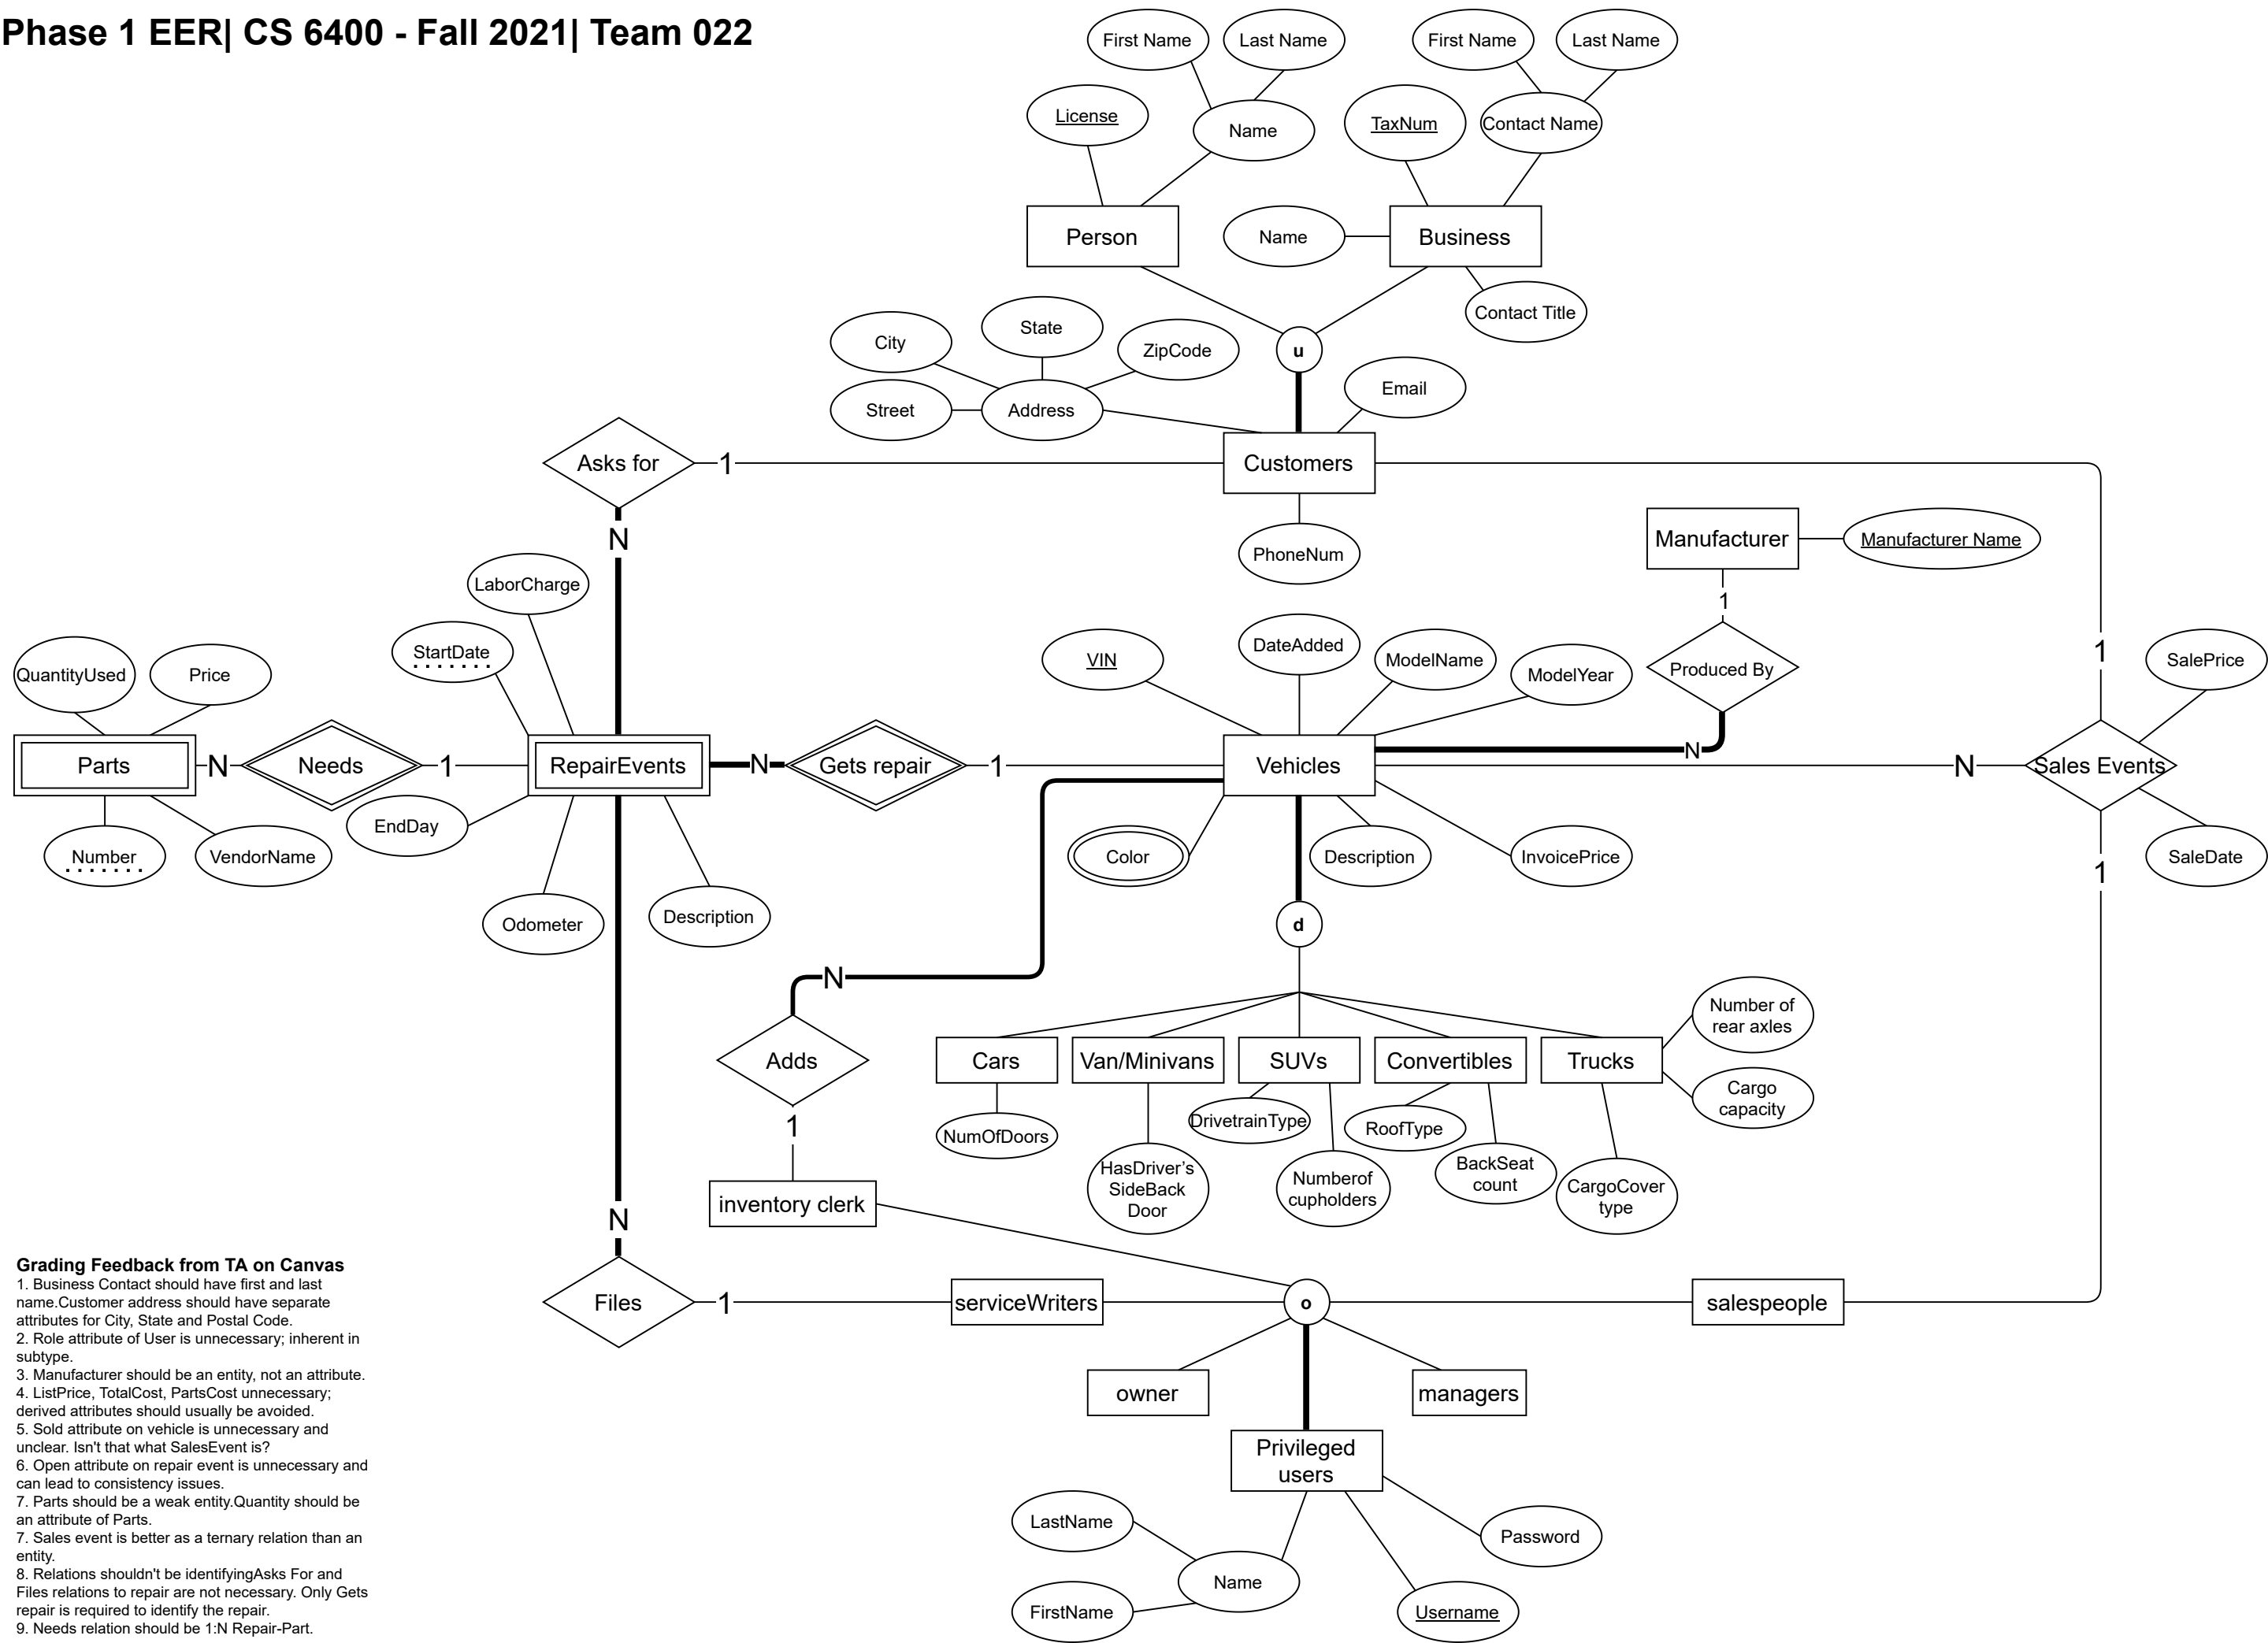 Phase 1 EER| CS 6400 - Fall 2021| Team 022
First Name
Last Name
First Name
Last Name
License
Name
TaxNum
Contact Name
Person
Name
Business
Contact Title
City
State
ZipCode
u
Street
Address
Email
Asks for
1
Customers
N
PhoneNum
Manufacturer
Manufacturer Name
1
LaborCharge
StartDate
QuantityUsed
Price
VIN
DateAdded
ModelName
ModelYear
Produced By
1
SalePrice
Parts
N
Needs
1
RepairEvents
N
Gets repair
1
Vehicles
N
N
Sales Events
Number
VendorName
EndDay
Color
Description
InvoicePrice
1
SaleDate
Odometer
Description
d
N
Adds
Cars
Van/Minivans
SUVs
Convertibles
Trucks
Number of
rear axles
Cargo
capacity
1
NumOfDoors
DrivetrainType
RoofType
HasDriver’s
SideBack
Door
Numberof
cupholders
BackSeat
count
CargoCover
type
inventory clerk
N
Files
1
serviceWriters
o
salespeople
owner
managers
Privileged
users
LastName
Password
Name
FirstName
Username
Grading Feedback from TA on Canvas
1. Business Contact should have first and last
name.Customer address should have separate
attributes for City, State and Postal Code.
2. Role attribute of User is unnecessary; inherent in
subtype.
3. Manufacturer should be an entity, not an attribute.
4. ListPrice, TotalCost, PartsCost unnecessary;
derived attributes should usually be avoided.
5. Sold attribute on vehicle is unnecessary and
unclear. Isn't that what SalesEvent is?
6. Open attribute on repair event is unnecessary and
can lead to consistency issues.
7. Parts should be a weak entity.Quantity should be
an attribute of Parts.
7. Sales event is better as a ternary relation than an
entity.
8. Relations shouldn't be identifyingAsks For and
Files relations to repair are not necessary. Only Gets
repair is required to identify the repair.
9. Needs relation should be 1:N Repair-Part.